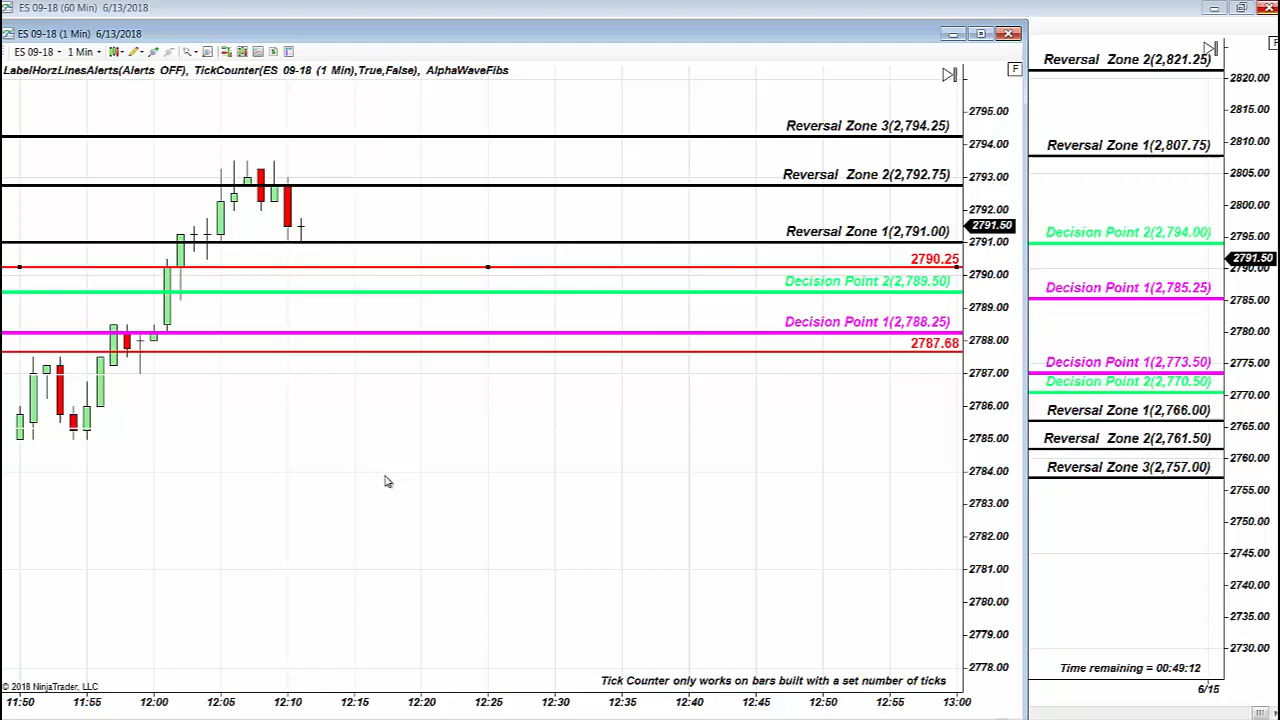 ES 09-18 (60 Min) 6/13/2018
ES 09-18 (1 Min) 6/13/2018
ES 09-18 1 Min
LabelHorzLinesAlerts(Alerts OFF), TickCounter(ES 09-18 (1 Min),True,False), AlphaWaveFibs
F
Reversal Zone 3(2,794.25)
Reversal Zone 2(2,792.75)
Reversal Zone 1(2,791.00)
2790.25
Decision Point 2(2,789.50)
Decision Point 1(2,788.25)
2787.68
2795.00
2794.00
2793.00
2792.00
2791.50
2791.00
2790.00
2789.00
2788.00
2787.00
2786.00
2785.00
2784.00
2783.00
2782.00
2781.00
2780.00
2779.00
2778.00
Tick Counter only works on bars built with a set number of ticks
© 2018 NinjaTrader, LLC
11:50 11:55 12:00 12:05 12:10 12:15 12:20 12:25 12:30 12:35 12:40 12:45 12:50 12:55 13:00
F
Reversal Zone 2(2,821.25)
Reversal Zone 1(2,807.75)
Decision Point 2(2,794.00)
Decision Point 1(2,785.25)
Decision Point 1(2,773.50)
Decision Point 2(2,770.50)
Reversal Zone 1(2,766.00)
Reversal Zone 2(2,761.50)
Reversal Zone 3(2,757.00)
2820.00
2815.00
2810.00
2805.00
2800.00
2795.00
2791.50
2790.00
2785.00
2780.00
2775.00
2770.00
2765.00
2760.00
2755.00
2750.00
2745.00
2740.00
2735.00
2730.00
Time remaining = 00:49:12
6/15